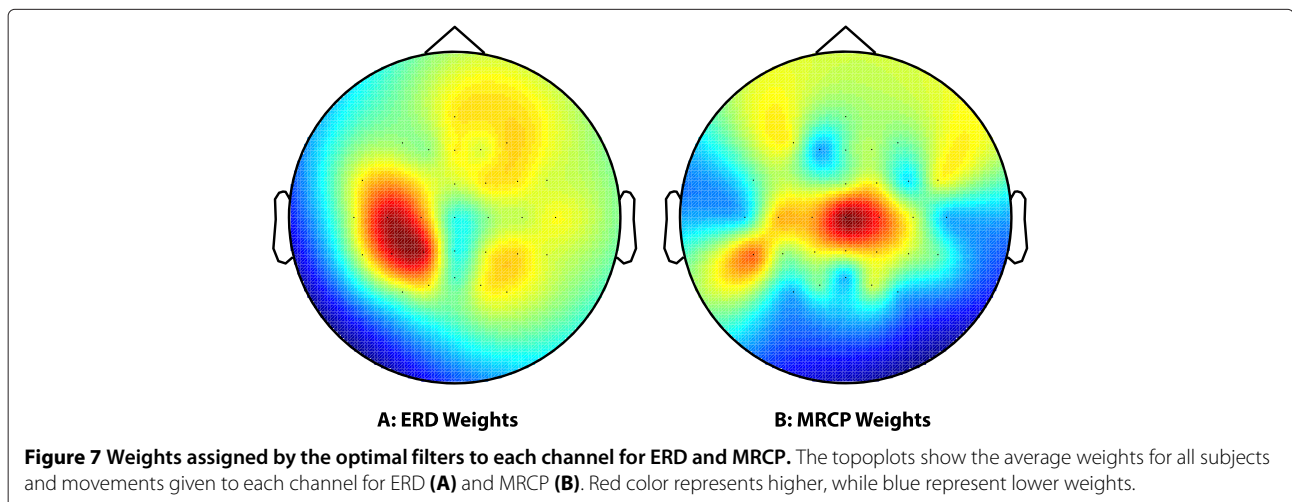 A: ERD Weights
B: MRCP Weights
Figure 7 Weights assigned by the optimal filters to each channel for ERD and MRCP. The topoplots show the average weights for all subjects
and movements given to each channel for ERD (A) and MRCP (B). Red color represents higher, while blue represent lower weights.